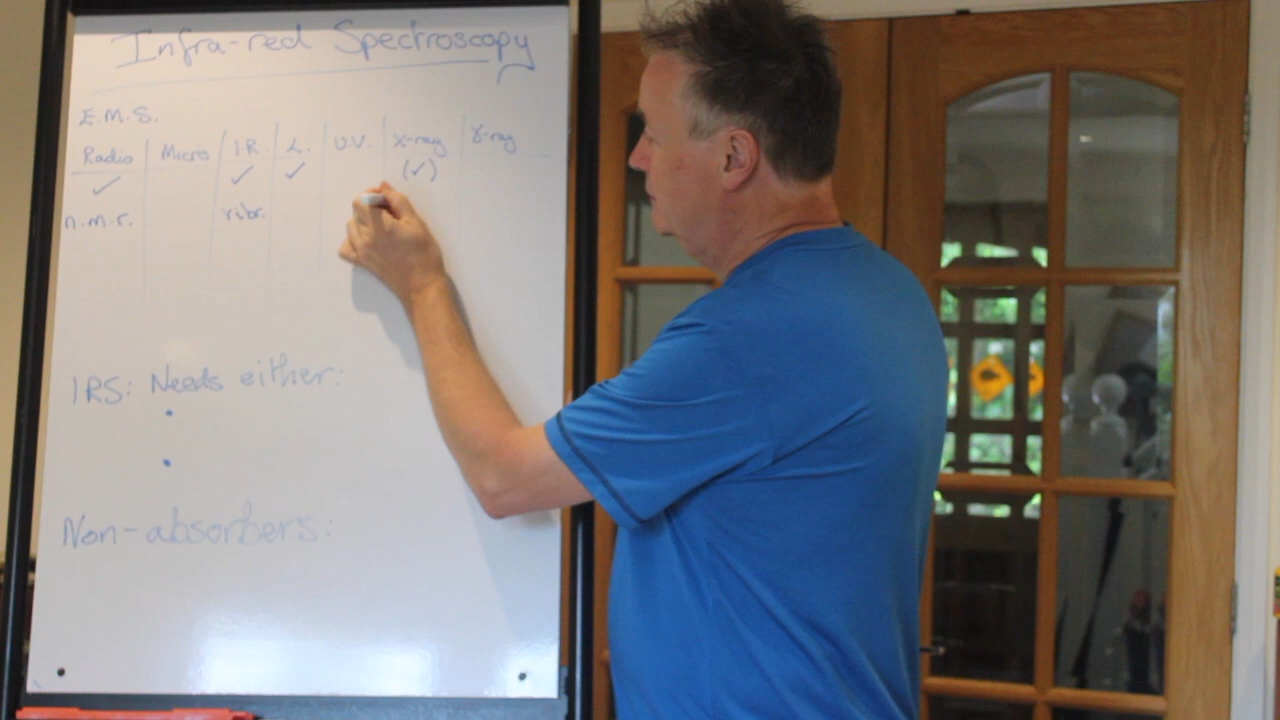 Infra-red Spectroscopy
E.M.S.
Radio Micro I.R L. U.V. X-ray γ-ray
✓ ✓ ✓ (✓)
n.m.r. vibr.
IRS: Needs either:
•
•
Non-absorbers: